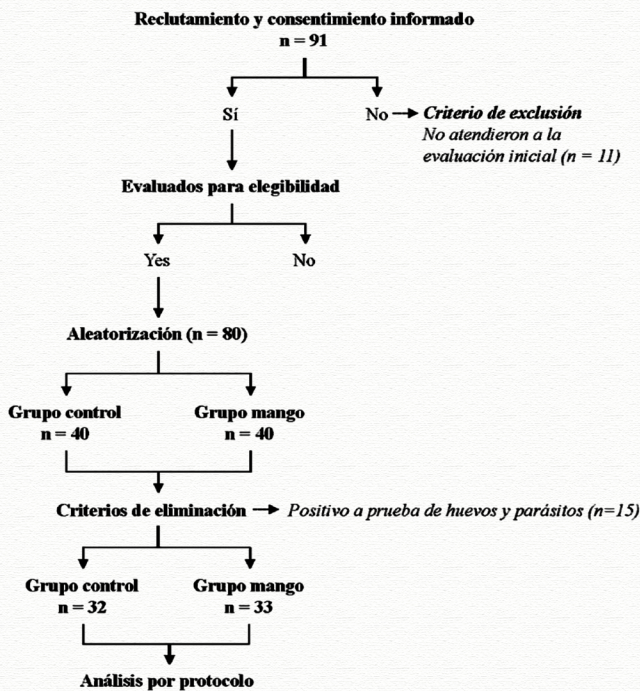 Reclutamiento y consentimiento informado
n = 91
Sí
No
Criterio de exclusión
No atendieron a la
evaluación inicial (n = 11)
Evaluados para elegibilidad
Yes
No
Aleatorización (n = 80)
Grupo control
n = 40
Grupo mango
n = 40
Criterios de eliminación
Positivo a prueba de huevos y parásitos (n=15)
Grupo control
n = 32
Grupo mango
n = 33
Análisis por protocolo